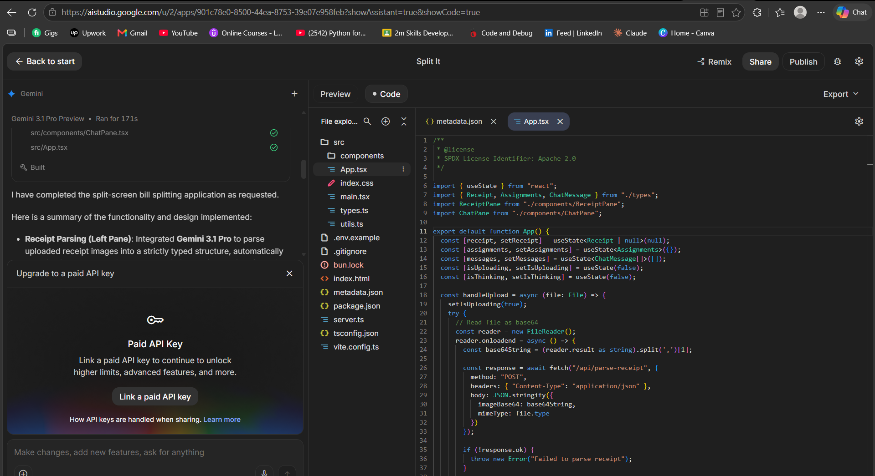 https://aistudio.google.com/u/2/apps/901c78e0-8500-44ea-8753-39e07e958feb?showAssistant=true&showCode=true
Chat
Gigs
Upwork
Gmail
YouTube
Online Courses - L...
(2542) Python for...
2m Skills Develop...
Code and Debug
Feed | LinkedIn
Claude
Home - Canva
Back to start
Split It
Remix
Share
Publish
Gemini
Gemini 3.1 Pro Preview • Ran for 171s
src/components/ChatPane.tsx
src/App.tsx
Built
I have completed the split-screen bill splitting application as requested.
Here is a summary of the functionality and design implemented:
• Receipt Parsing (Left Pane): Integrated Gemini 3.1 Pro to parse
uploaded receipt images into a strictly typed structure, automatically
Upgrade to a paid API key
Paid API Key
Link a paid API key to continue to unlock
higher limits, advanced features, and more.
Link a paid API key
How API keys are handled when sharing. Learn more
Make changes, add new features, ask for anything
Preview
Code
Export
File explo...
src
components
App.tsx
index.css
main.tsx
types.ts
utils.ts
.env.example
.gitignore
bun.lock
index.html
metadata.json
package.json
server.ts
tsconfig.json
vite.config.ts
metadata.json
App.tsx
1 /**
2 * @license
3 * SPDX License Identifier: Apache 2.0
4 */
5
6 import { useState } from "react";
7 import { Receipt, Assignments, ChatMessage } from "./types";
8 import ReceiptPane from "./components/ReceiptPane";
9 import ChatPane from "./components/ChatPane";
10
11 export default function App() {
12 const [receipt, setReceipt] = useState<Receipt | null>(null);
13 const [assignments, setAssignments] = useState<Assignments>({});
14 const [messages, setMessages] = useState<ChatMessage[]>([]);
15 const [isUploading, setIsUploading] = useState(false);
16 const [isThinking, setIsThinking] = useState(false);
17
18 const handleUpload = async (file: File) => {
19 setIsUploading(true);
20 try {
21 // Read file as base64
22 const reader = new FileReader();
23 reader.onloadend = async () => {
24 const base64String = (reader.result as string).split(',')[1];
25
26 const response = await fetch("/api/parse-receipt", {
27 method: "POST",
28 headers: { "Content-Type": "application/json" },
29 body: JSON.stringify({
30 imageBase64: base64String,
31 mimeType: file.type
32 })
33 });
34
35 if (!response.ok) {
36 throw new Error("Failed to parse receipt");
37 }